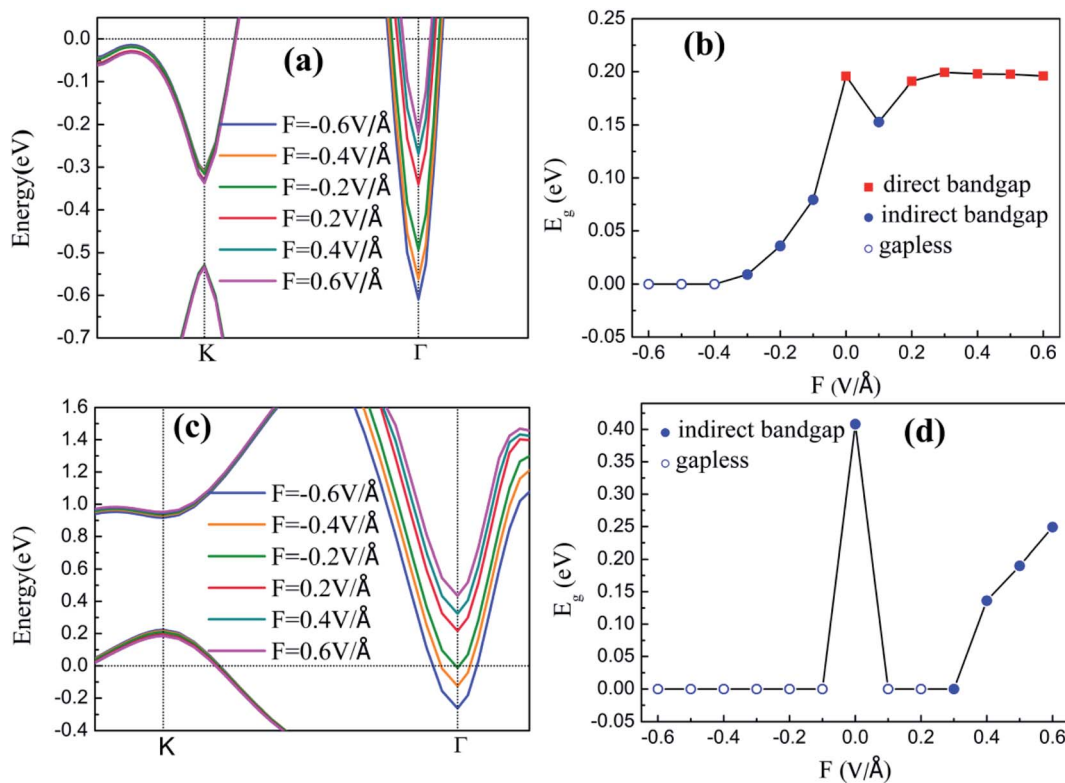 (a)
0.0
-0.1
-0.2
-0.3
-0.4
-0.5
-0.6
-0.7
Energy(eV)
F=-0.6V/Å
F=-0.4V/Å
F=-0.2V/Å
F=0.2V/Å
F=0.4V/Å
F=0.6V/Å
K
Γ
(b)
0.25
0.20
0.15
0.10
0.05
0.00
-0.05
E_g (eV)
direct bandgap
indirect bandgap
gapless
-0.6 -0.4 -0.2 0.0 0.2 0.4 0.6
F (V/Å)
(c)
1.6
1.4
1.2
1.0
0.8
0.6
0.4
0.2
0.0
-0.2
-0.4
Energy(eV)
F=-0.6V/Å
F=-0.4V/Å
F=-0.2V/Å
F=0.2V/Å
F=0.4V/Å
F=0.6V/Å
K
Γ
(d)
indirect bandgap
gapless
0.40
0.35
0.30
0.25
0.20
0.15
0.10
0.05
0.00
-0.05
E_g (eV)
-0.6 -0.4 -0.2 0.0 0.2 0.4 0.6
F (V/Å)